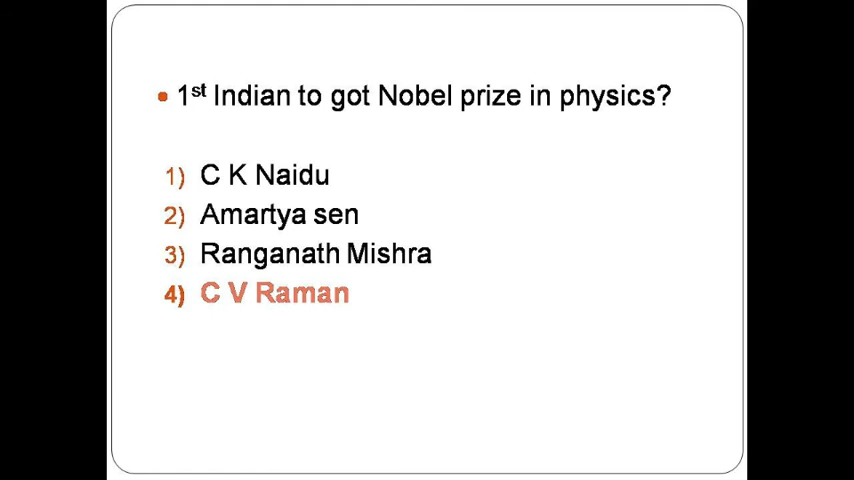 • 1st Indian to got Nobel prize in physics?
1) C K Naidu
2) Amartya sen
3) Ranganath Mishra
4) C V Raman